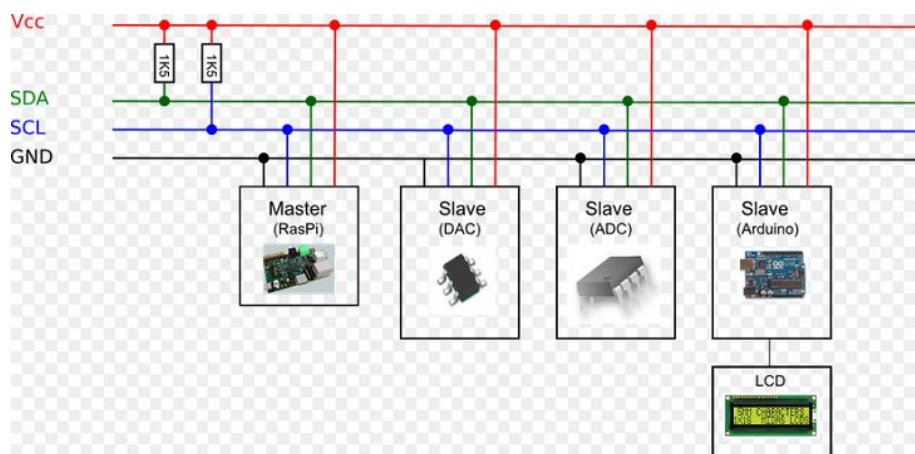 Vcc
1K5
1K5
SDA
SCL
GND
Master
(RasPi)
Slave
(DAC)
Slave
(ADC)
Slave
(Arduino)
LCD